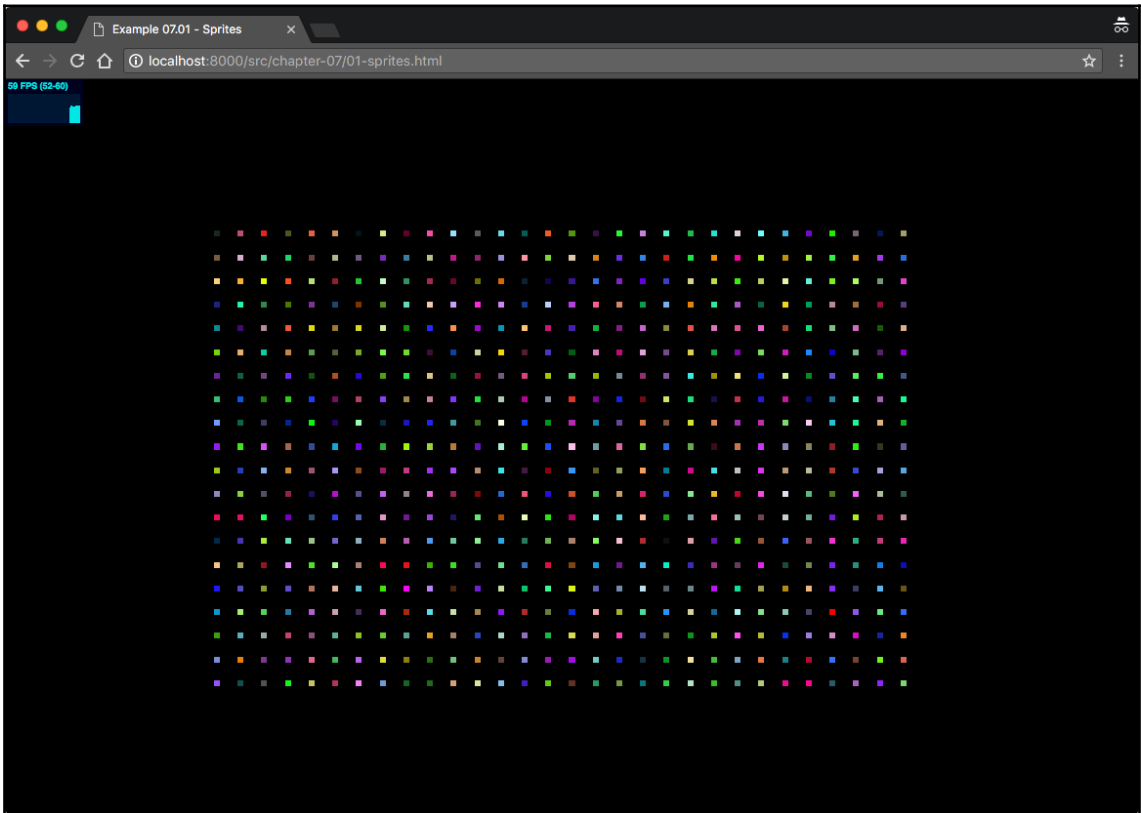 Example 07.01 - Sprites
localhost:8000/src/chapter-07/01-sprites.html
59 FPS (52-60)